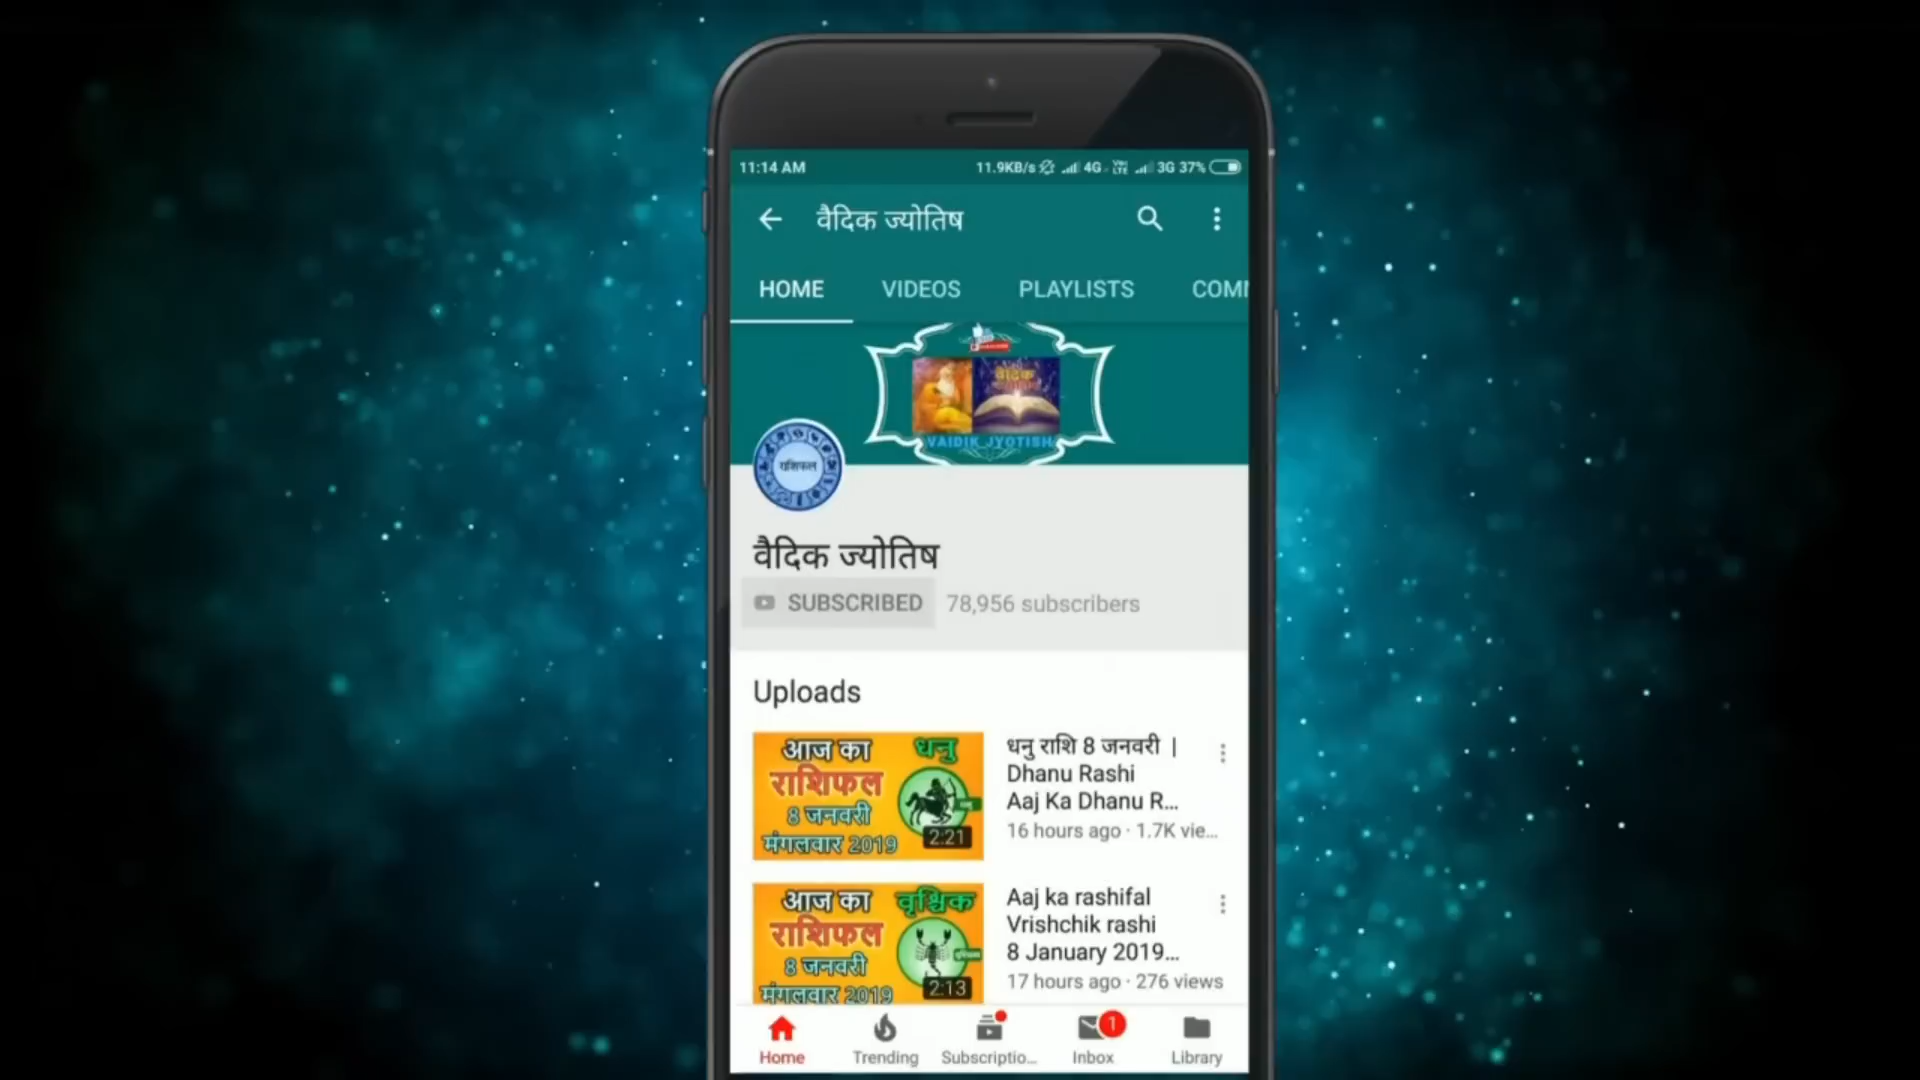 11:14 AM
11.9KB/s 4G VoLTE 3G 37%
वैदिक ज्योतिष
HOME VIDEOS PLAYLISTS COM
वैदिक
VAIDIK JYOTISH
राशिफल
वैदिक ज्योतिष
SUBSCRIBED 78,956 subscribers
Uploads
आज का धनु
राशिफल
8 जनवरी
मंगलवार 2019 2:21
धनु राशि 8 जनवरी |
Dhanu Rashi
Aaj Ka Dhanu R...
16 hours ago · 1.7K vie...
आज का वृश्चिक
राशिफल
8 जनवरी
मंगलवार 2019 2:13
Aaj ka rashifal
Vrishchik rashi
8 January 2019...
17 hours ago · 276 views
1
Home Trending Subscriptio... Inbox Library